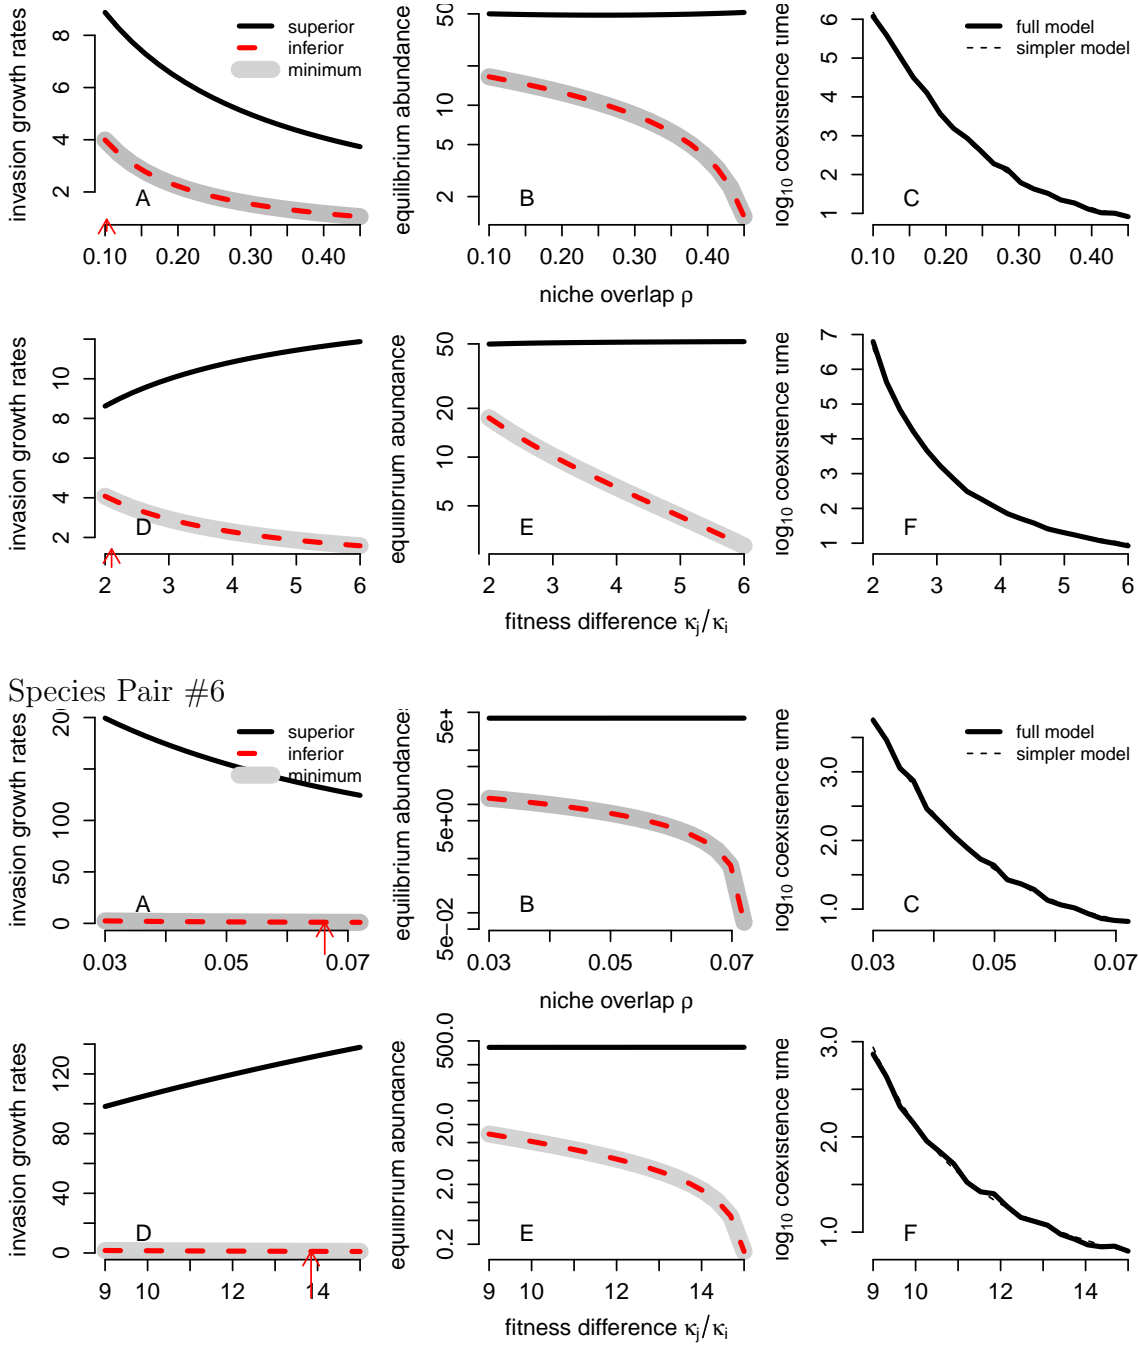 invasion growth rates
2 4 6 8
superior
inferior
minimum
A
0.10 0.20 0.30 0.40
equilibrium abundance
2 5 10 50
B
0.10 0.20 0.30 0.40
niche overlap ρ
log10 coexistence time
1 2 3 4 5 6
full model
simpler model
C
0.10 0.20 0.30 0.40
invasion growth rates
2 4 6 8 10
D
2 3 4 5 6
equilibrium abundance
5 10 20 50
E
2 3 4 5 6
fitness difference κj/κi
log10 coexistence time
1 2 3 4 5 6 7
F
2 3 4 5 6
Species Pair #6
invasion growth rates
0 50 100 20
superior
inferior
minimum
A
0.03 0.05 0.07
equilibrium abundances
5e−02 5e+00 5e+
B
0.03 0.05 0.07
niche overlap ρ
log10 coexistence time
1.0 2.0 3.0
full model
simpler model
C
0.03 0.05 0.07
invasion growth rates
0 40 80 120
D
9 10 12 14
equilibrium abundance
0.2 2.0 20.0 500.0
E
9 10 12 14
fitness difference κj/κi
log10 coexistence time
1.0 2.0 3.0
F
9 10 12 14